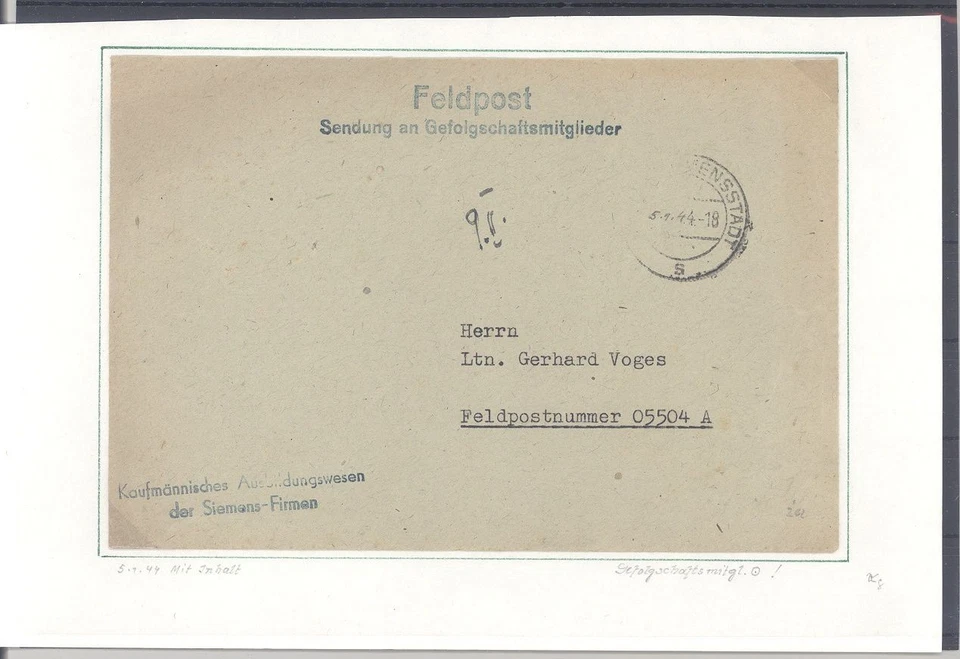 Feldpost
Sendung an Gefolgschaftsmitglieder
ENSSTADT
5.1.44.-18
s
Herrn
Ltn. Gerhard Voges
Feldpostnummer 05504 A
Kaufmännisches Ausbildungswesen
der Siemens-Firmen
5.1.44 Mit Inhalt
Gefolgschaftsmitgl. !